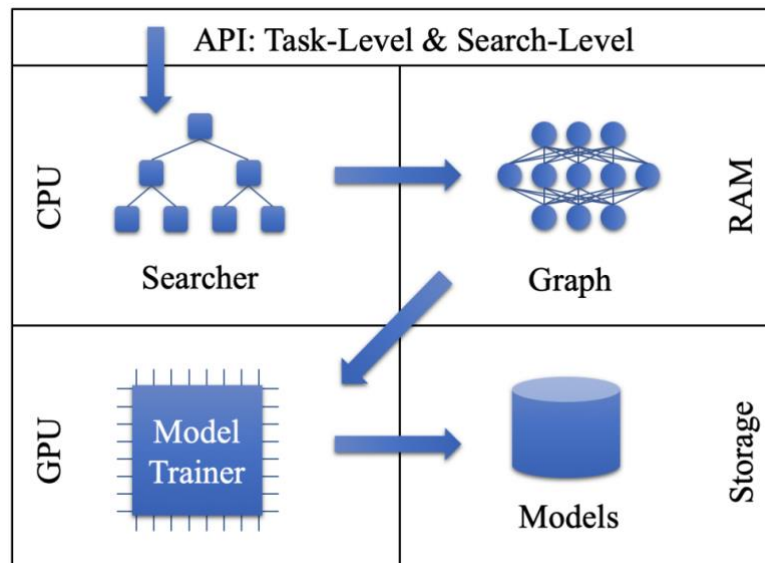 API: Task-Level & Search-Level
CPU
Searcher
Graph
RAM
GPU
Model
Trainer
Models
Storage